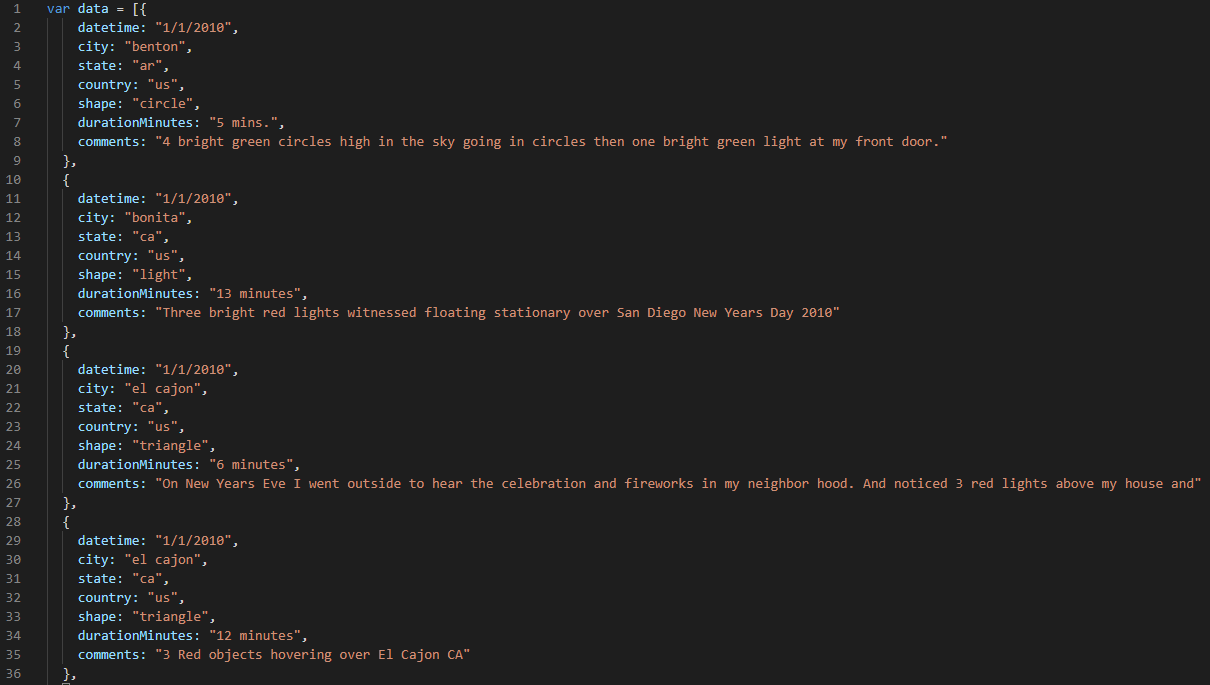 1 var data = [{
2 datetime: "1/1/2010",
3 city: "benton",
4 state: "ar",
5 country: "us",
6 shape: "circle",
7 durationMinutes: "5 mins.",
8 comments: "4 bright green circles high in the sky going in circles then one bright green light at my front door."
9 },
10 {
11 datetime: "1/1/2010",
12 city: "bonita",
13 state: "ca",
14 country: "us",
15 shape: "light",
16 durationMinutes: "13 minutes",
17 comments: "Three bright red lights witnessed floating stationary over San Diego New Years Day 2010"
18 },
19 {
20 datetime: "1/1/2010",
21 city: "el cajon",
22 state: "ca",
23 country: "us",
24 shape: "triangle",
25 durationMinutes: "6 minutes",
26 comments: "On New Years Eve I went outside to hear the celebration and fireworks in my neighbor hood. And noticed 3 red lights above my house and"
27 },
28 {
29 datetime: "1/1/2010",
30 city: "el cajon",
31 state: "ca",
32 country: "us",
33 shape: "triangle",
34 durationMinutes: "12 minutes",
35 comments: "3 Red objects hovering over El Cajon CA"
36 },